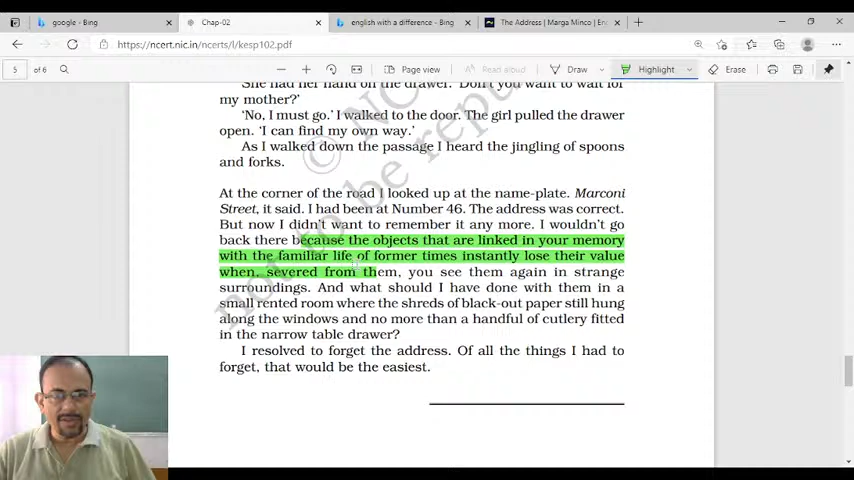 google - Bing
Chap-02
english with a difference - Bing
The Address | Marga Minco | En
https://ncert.nic.in/ncerts/l/kesp102.pdf
5 of 6
Page view
Read aloud
Draw
Highlight
Erase
She had her hand on the drawer. 'Don't you want to wait for
my mother?'
'No, I must go.' I walked to the door. The girl pulled the drawer
open. 'I can find my own way.'
As I walked down the passage I heard the jingling of spoons
and forks.
At the corner of the road I looked up at the name-plate. Marconi
Street, it said. I had been at Number 46. The address was correct.
But now I didn't want to remember it any more. I wouldn't go
back there because the objects that are linked in your memory
with the familiar life of former times instantly lose their value
when, severed from them, you see them again in strange
surroundings. And what should I have done with them in a
small rented room where the shreds of black-out paper still hung
along the windows and no more than a handful of cutlery fitted
in the narrow table drawer?
I resolved to forget the address. Of all the things I had to
forget, that would be the easiest.
© NC
not to be rep